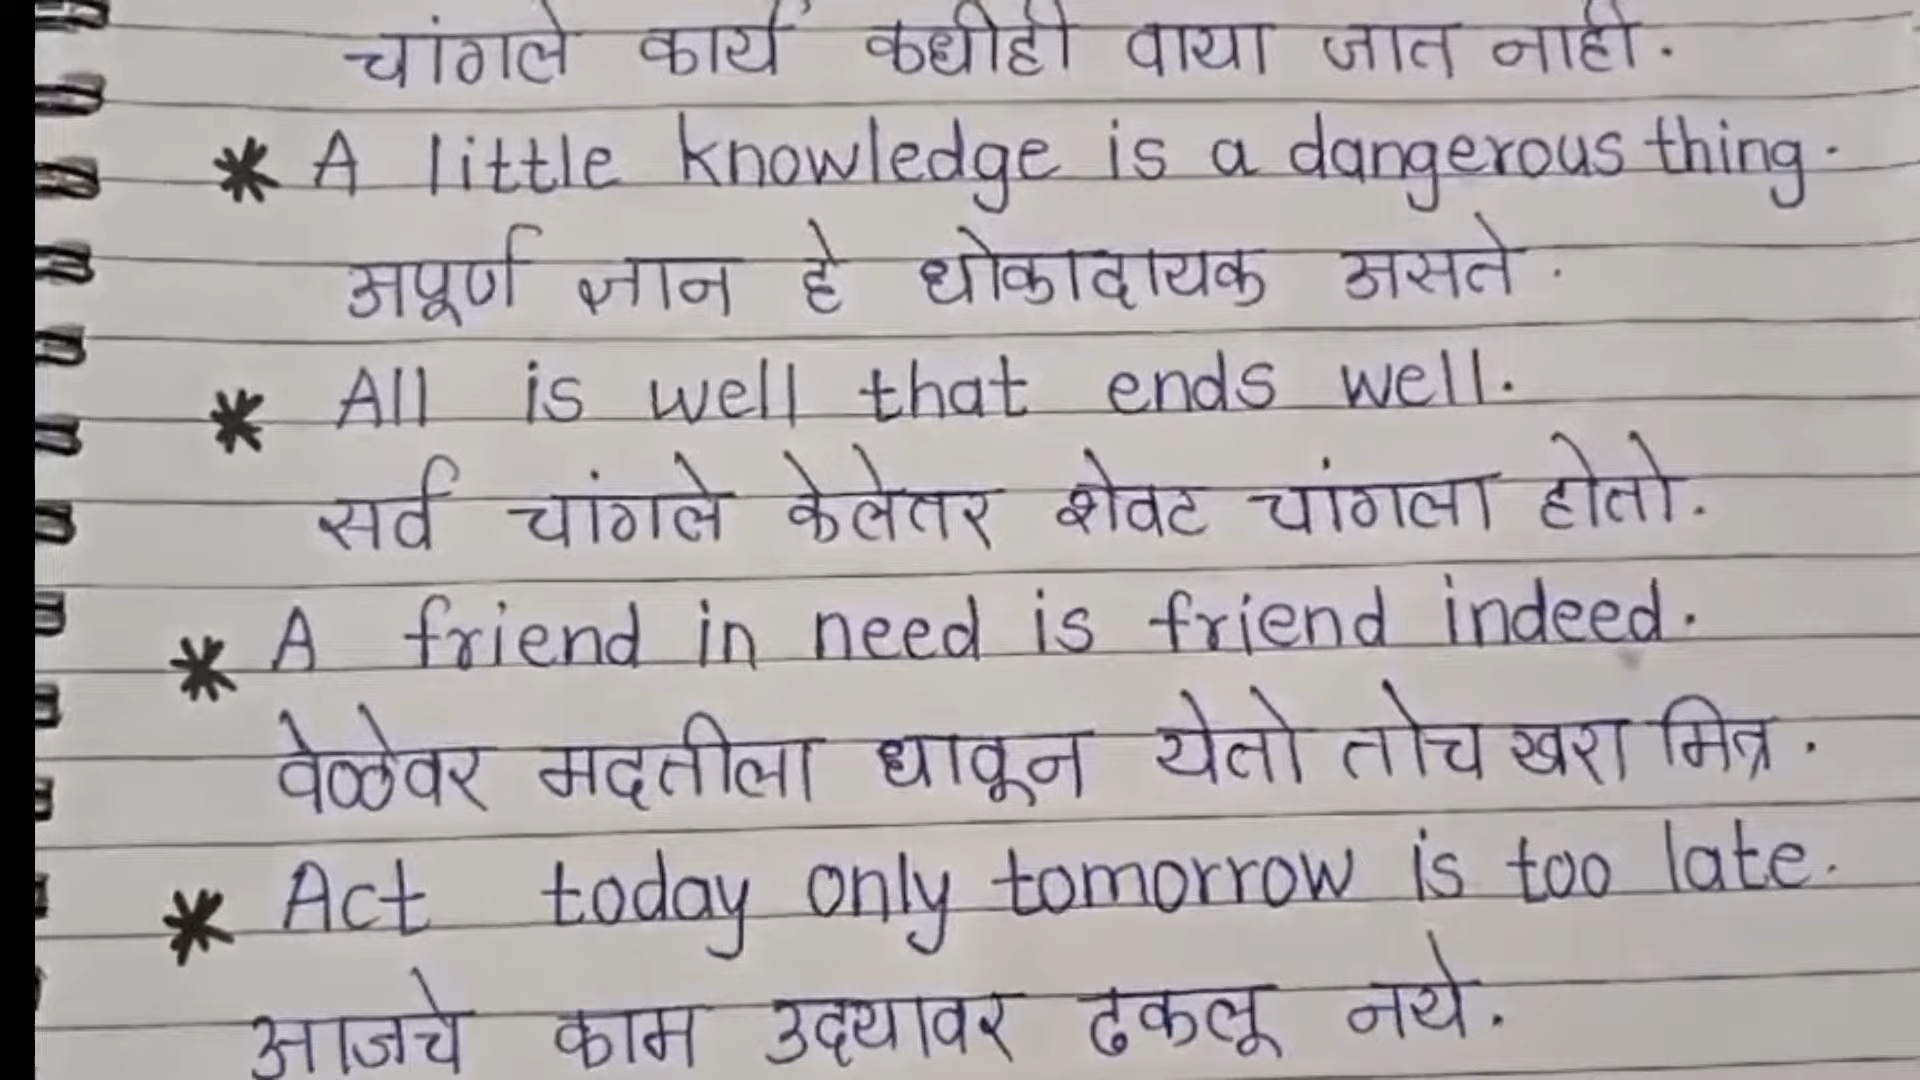 चांगले कार्य कधीही वाया जात नाही.
* A little knowledge is a dangerous thing.
अपूर्ण ज्ञान हे धोकादायक असते.
* All is well that ends well.
सर्व चांगले केलेतर शेवट चांगला होतो.
* A friend in need is friend indeed.
वेळेवर मदतीला धावून येतो तोच खरा मित्र.
* Act today only tomorrow is too late.
आजचे काम उदयावर ढकलू नये.